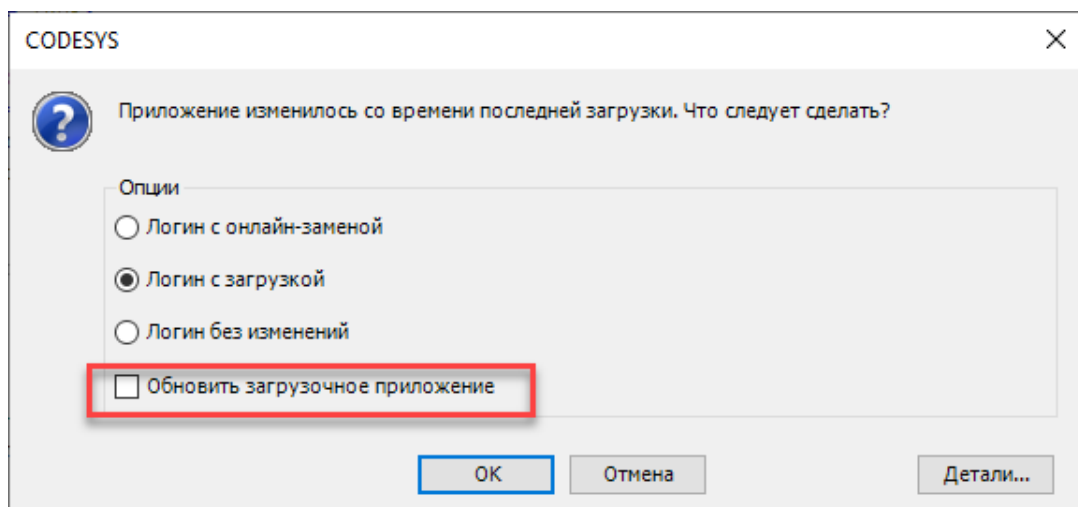 CODESYS
Приложение изменилось со времени последней загрузки. Что следует сделать?
Опции
Логин с онлайн-заменой
Логин с загрузкой
Логин без изменений
Обновить загрузочное приложение
OK
Отмена
Детали...